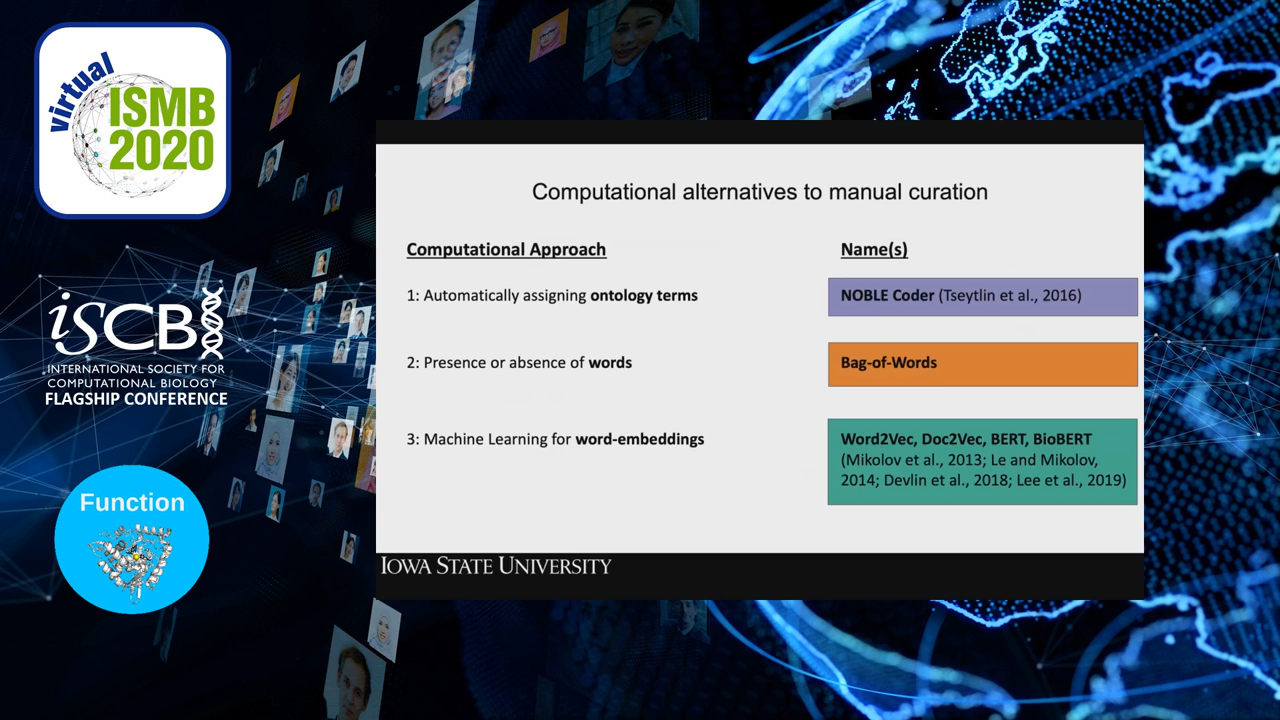 virtual
ISMB
2020
iSCB
INTERNATIONAL SOCIETY FOR
COMPUTATIONAL BIOLOGY
FLAGSHIP CONFERENCE
Function
Computational alternatives to manual curation
Computational Approach
Name(s)
1: Automatically assigning ontology terms
NOBLE Coder (Tseytlin et al., 2016)
2: Presence or absence of words
Bag-of-Words
3: Machine Learning for word-embeddings
Word2Vec, Doc2Vec, BERT, BioBERT
(Mikolov et al., 2013; Le and Mikolov,
2014; Devlin et al., 2018; Lee et al., 2019)
IOWA STATE UNIVERSITY